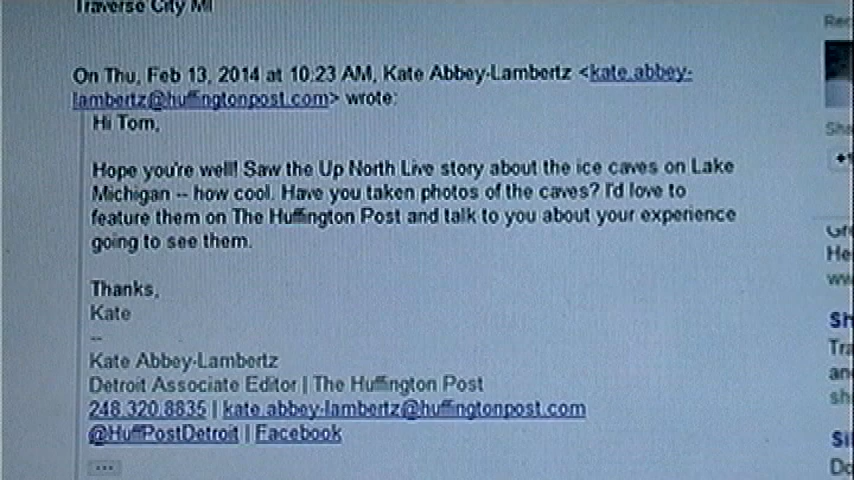 Traverse City MI
On Thu, Feb 13, 2014 at 10:23 AM, Kate Abbey-Lambertz <kate.abbey-
lambertz@huffingtonpost.com> wrote:
Hi Tom,
Hope you're well! Saw the Up North Live story about the ice caves on Lake
Michigan -- how cool. Have you taken photos of the caves? I'd love to
feature them on The Huffington Post and talk to you about your experience
going to see them.
Thanks,
Kate
--
Kate Abbey-Lambertz
Detroit Associate Editor | The Huffington Post
248.320.8835 | kate.abbey-lambertz@huffingtonpost.com
@HuffPostDetroit | Facebook
...